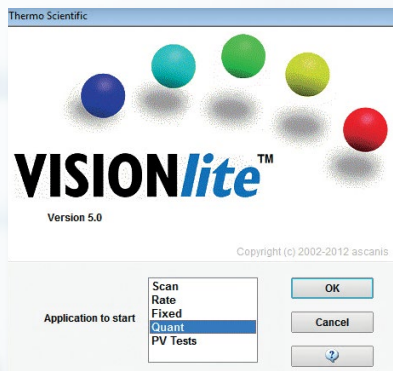 Thermo Scientific
VISIONlite™
Version 5.0
Copyright (c) 2002-2012 ascanis
Application to start
Scan
Rate
Fixed
Quant
PV Tests
OK
Cancel
?